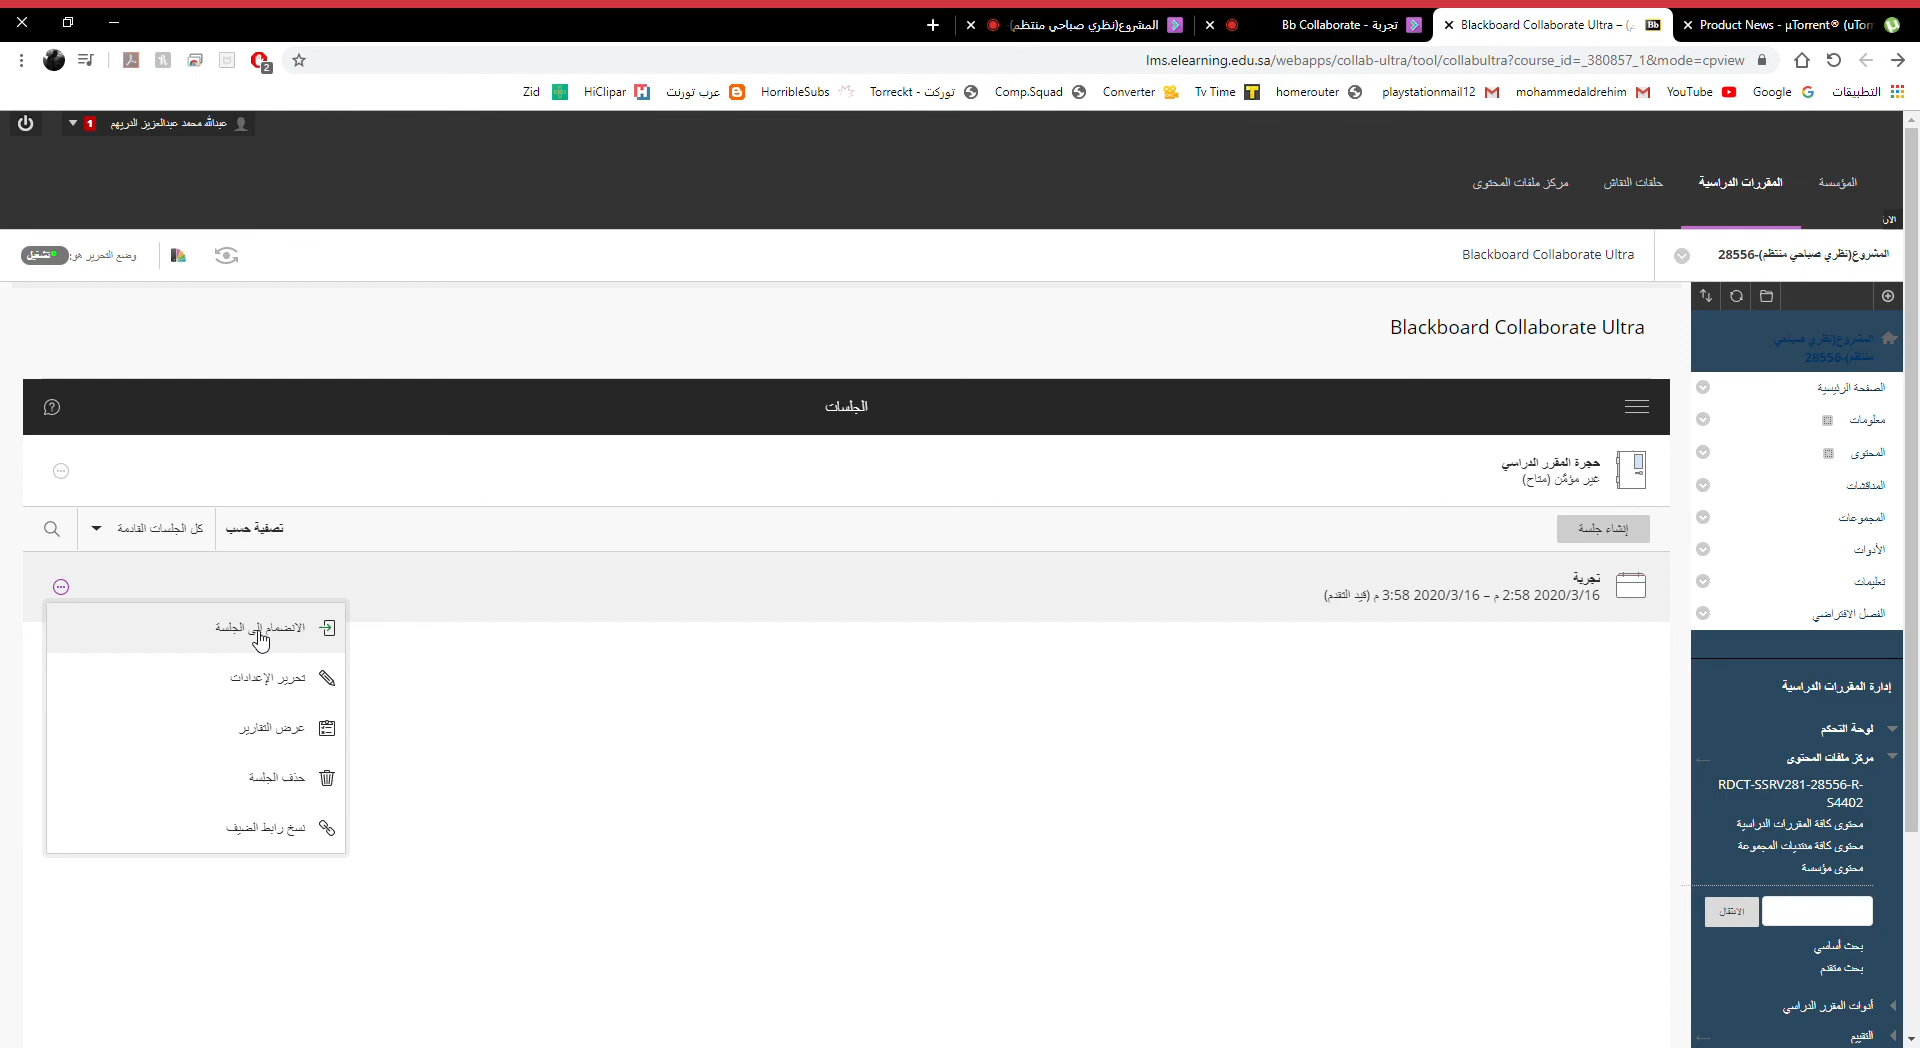 Product News - µTorrent® (uTor
Blackboard Collaborate Ultra – (
Bb Collaborate - تجربة
المشروع(نظري صباحي منتظم)-
lms.elearning.edu.sa/webapps/collab-ultra/tool/collabultra?course_id=_380857_1&mode=cpview
2
التطبيقات
Google
YouTube
mohammedaldrehim
playstationmail12
homerouter
Tv Time
Converter
Comp.Squad
Torreckt - توركت
HorribleSubs
عرب تورنت
HiClipar
Zid
عبدالله محمد عبدالعزيز الدريهم
1
المؤسسة
المقررات الدراسية
حلقات النقاش
مركز ملفات المحتوى
المشروع(نظري صباحي منتظم)-28556
Blackboard Collaborate Ultra
وضع التحرير هو:
تشغيل
Blackboard Collaborate Ultra
المشروع(نظري صباحي
منتظم)-28556
الصفحة الرئيسية
معلومات
المحتوى
المناقشات
المجموعات
الأدوات
تعليمات
الفصل الافتراضي
إدارة المقررات الدراسية
لوحة التحكم
مركز ملفات المحتوى
RDCT-SSRV281-28556-R-
S4402
محتوى كافة المقررات الدراسية
محتوى كافة منتديات المجموعة
محتوى مؤسسة
الانتقال
بحث أساسي
بحث متقدم
أدوات المقرر الدراسي
التقييم
الجلسات
حجرة المقرر الدراسي
غير مؤمَّن (متاح)
إنشاء جلسة
تصفية حسب
كل الجلسات القادمة
تجربة
2020/3/16 2:58 م – 2020/3/16 3:58 م (قيد التقدم)
الانضمام إلى الجلسة
تحرير الإعدادات
عرض التقارير
حذف الجلسة
نسخ رابط الضيف